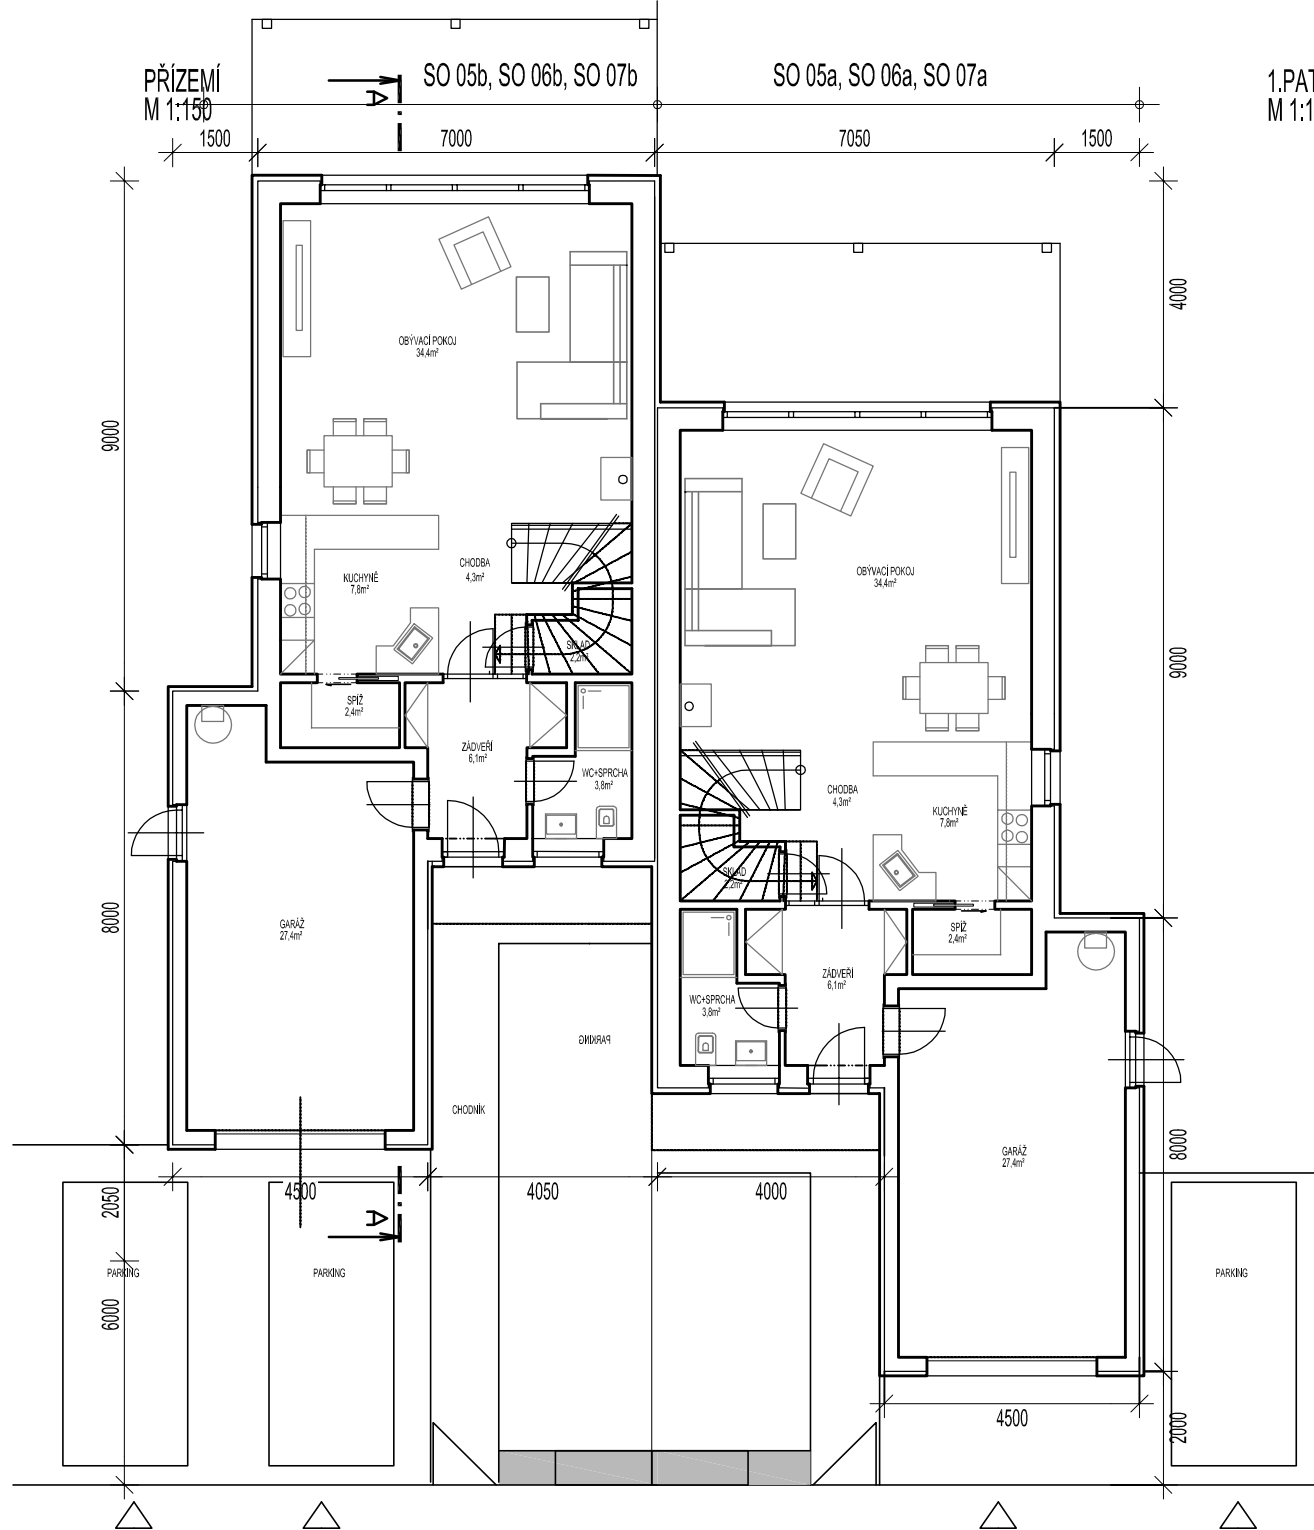 PŘÍZEMÍ
M 1:150
SO 05b, SO 06b, SO 07b
SO 05a, SO 06a, SO 07a
1.PAT
M 1:1
A
1500
7000
7050
1500
4000
9000
OBÝVACÍ POKOJ
34,4m²
CHODBA
4,3m²
KUCHYNĚ
7,8m²
SKLAD
2,2m²
SPÍŽ
2,4m²
ZÁDVEŘÍ
6,1m²
WC+SPRCHA
3,8m²
OBÝVACÍ POKOJ
34,4m²
9000
CHODBA
4,3m²
KUCHYNĚ
7,8m²
SKLAD
2,2m²
8000
GARÁŽ
27,4m²
SPÍŽ
2,4m²
ZÁDVEŘÍ
6,1m²
WC+SPRCHA
3,8m²
PARKING
CHODNÍK
GARÁŽ
27,4m²
8000
4500
4050
4000
2050
A
PARKING
PARKING
PARKING
6000
4500
2000